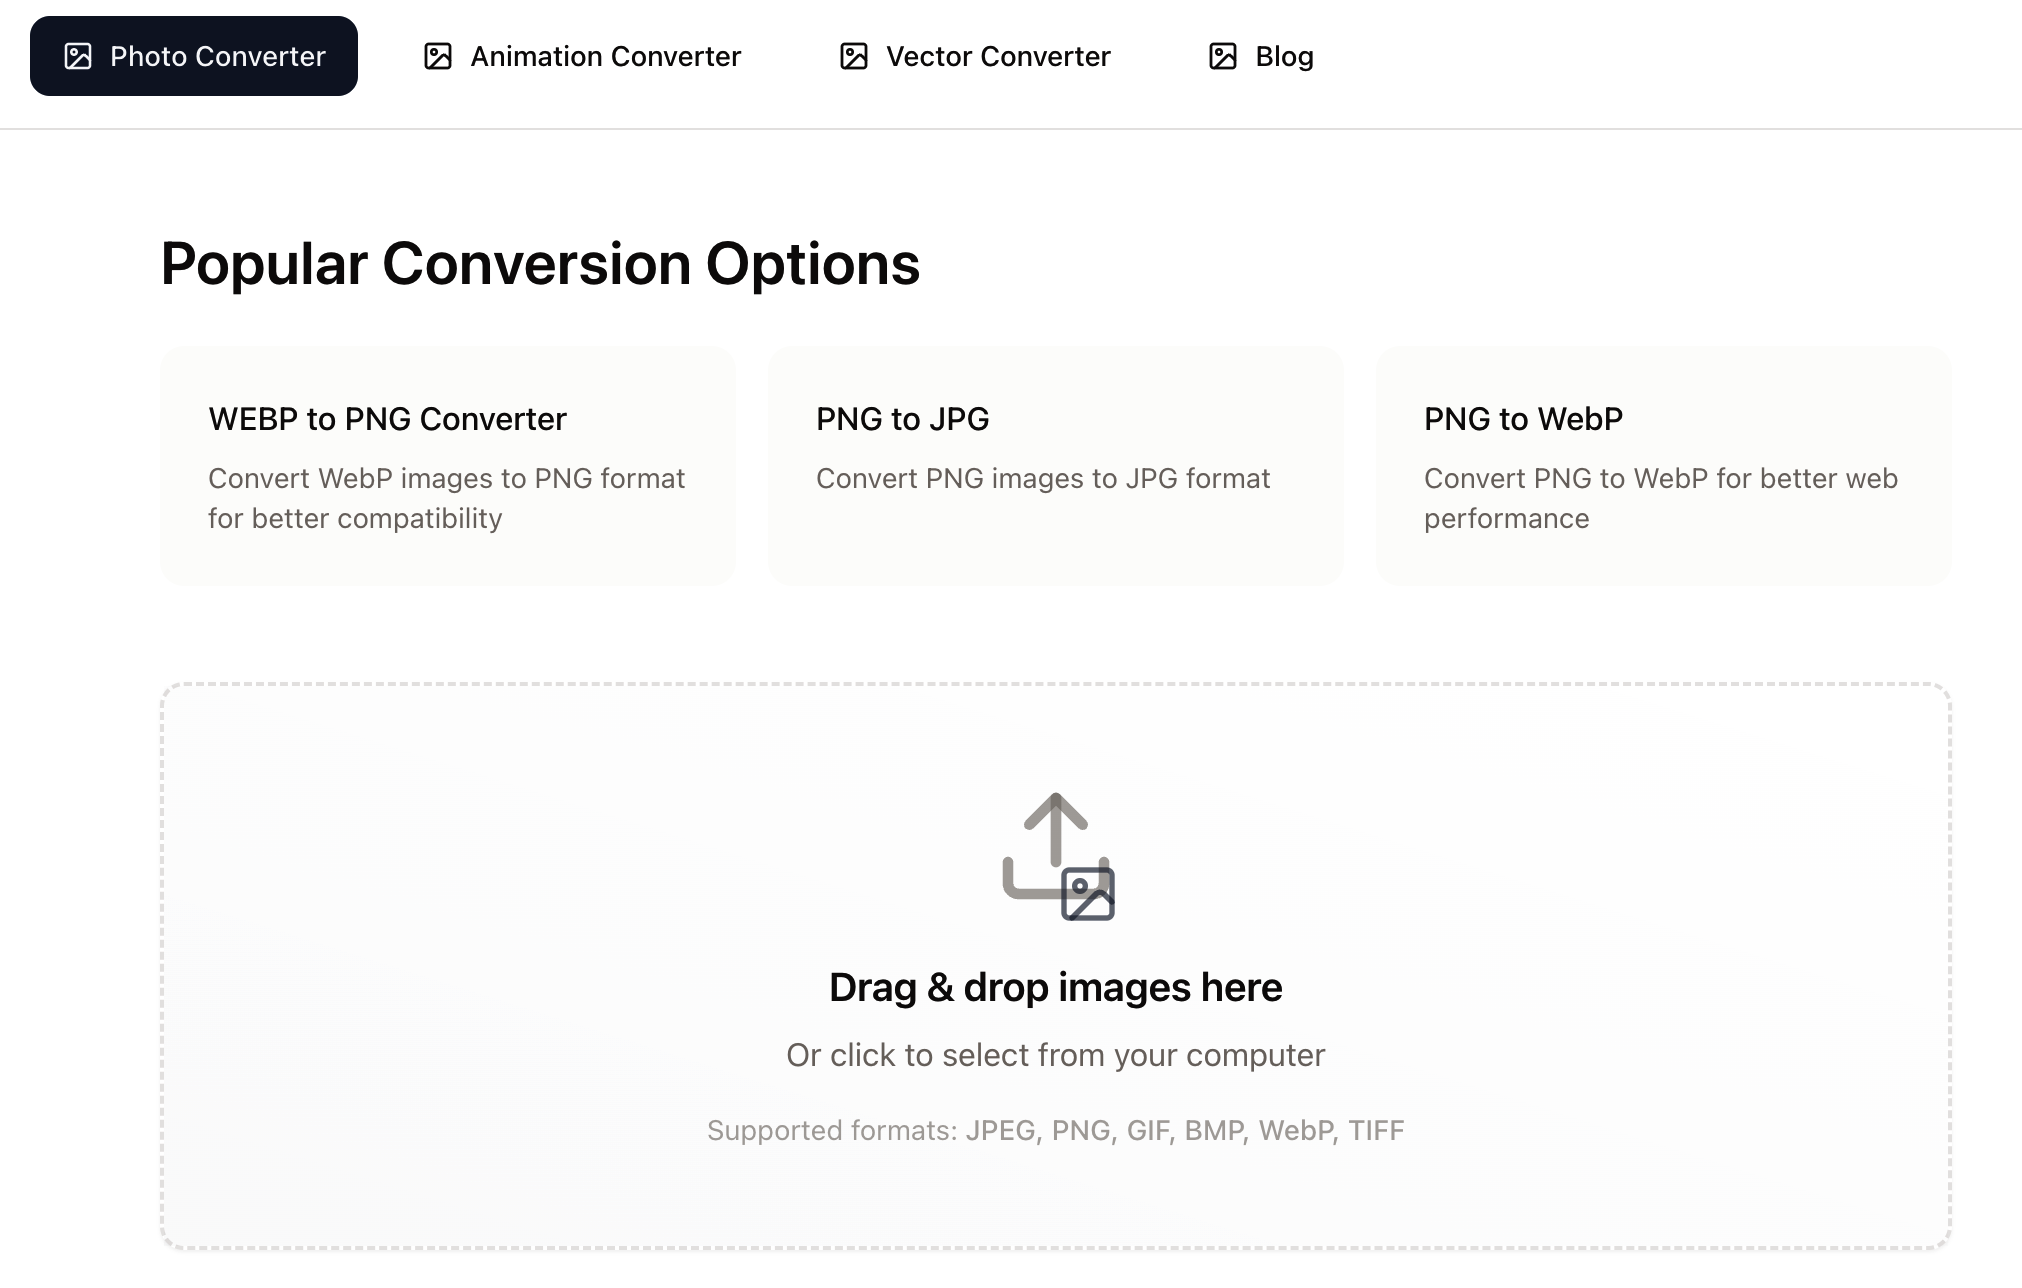 Photo Converter
Animation Converter
Vector Converter
Blog
Popular Conversion Options
WEBP to PNG Converter
Convert WebP images to PNG format
for better compatibility
PNG to JPG
Convert PNG images to JPG format
PNG to WebP
Convert PNG to WebP for better web
performance
Drag & drop images here
Or click to select from your computer
Supported formats: JPEG, PNG, GIF, BMP, WebP, TIFF